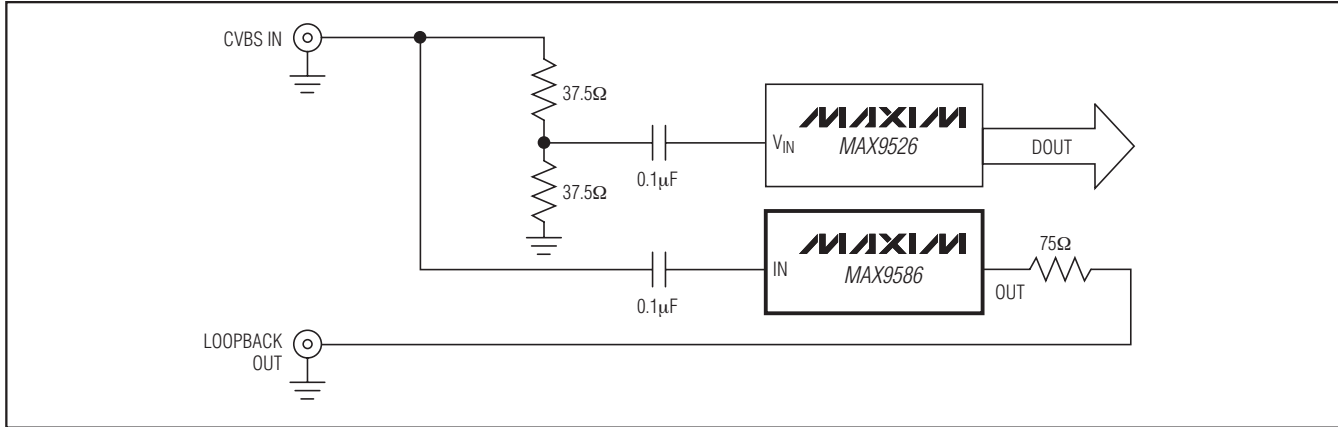 CVBS IN
37.5Ω
37.5Ω
0.1µF
V_IN
MAXIM
MAX9526
DOUT
0.1µF
IN
MAXIM
MAX9586
OUT
75Ω
LOOPBACK
OUT